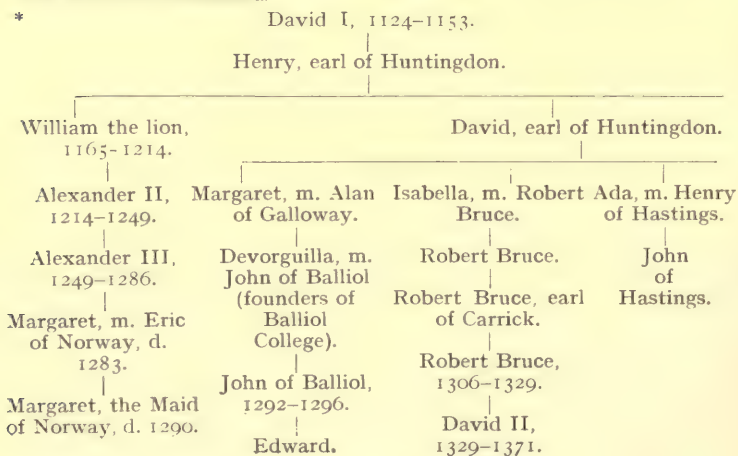 *
David I, 1124–1153.
Henry, earl of Huntingdon.
William the lion,
1165-1214.
David, earl of Huntingdon.
Alexander II,
1214–1249.
Margaret, m. Alan
of Galloway.
Isabella, m. Robert
Bruce.
Ada, m. Henry
of Hastings.
Alexander III,
1249–1286.
Devorguilla, m.
John of Balliol
(founders of
Balliol
College).
Robert Bruce.
John
of
Hastings.
Margaret, m. Eric
of Norway, d.
1283.
Robert Bruce, earl
of Carrick.
Margaret, the Maid
of Norway, d. 1290.
John of Balliol,
1292–1296.
Robert Bruce,
1306–1329.
Edward.
David II,
1329–1371.